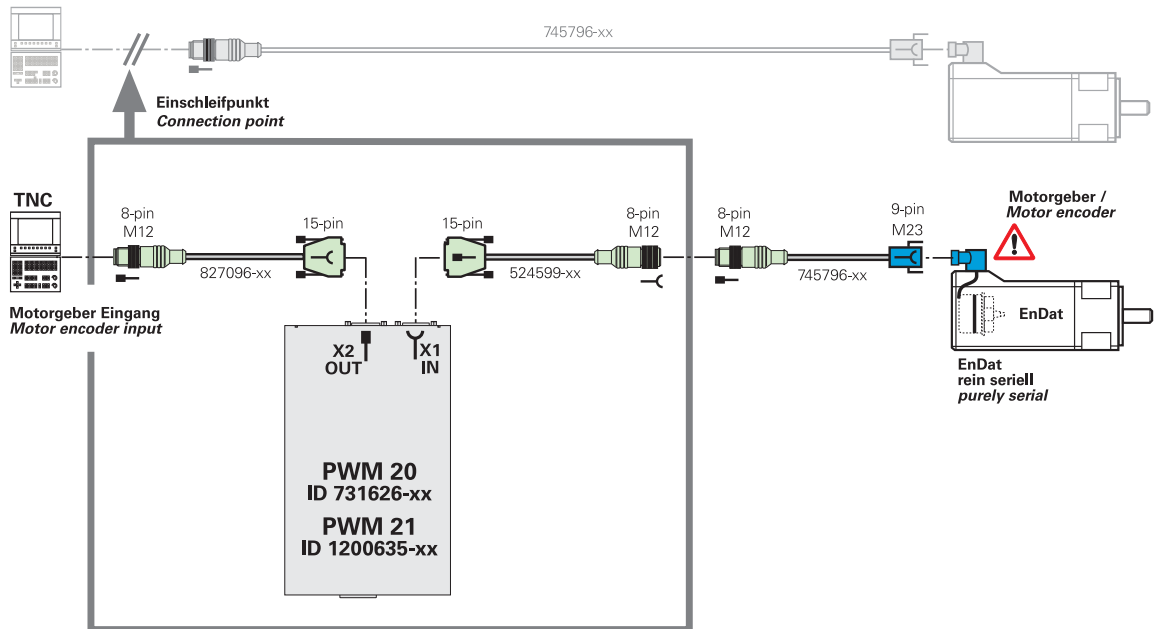 745796-xx
Einschleifpunkt
Connection point
TNC
8-pin
M12
15-pin
15-pin
8-pin
M12
8-pin
M12
9-pin
M23
Motorgeber /
Motor encoder
827096-xx
524599-xx
745796-xx
Motorgeber Eingang
Motor encoder input
EnDat
X2
OUT
X1
IN
EnDat
rein seriell
purely serial
PWM 20
ID 731626-xx
PWM 21
ID 1200635-xx